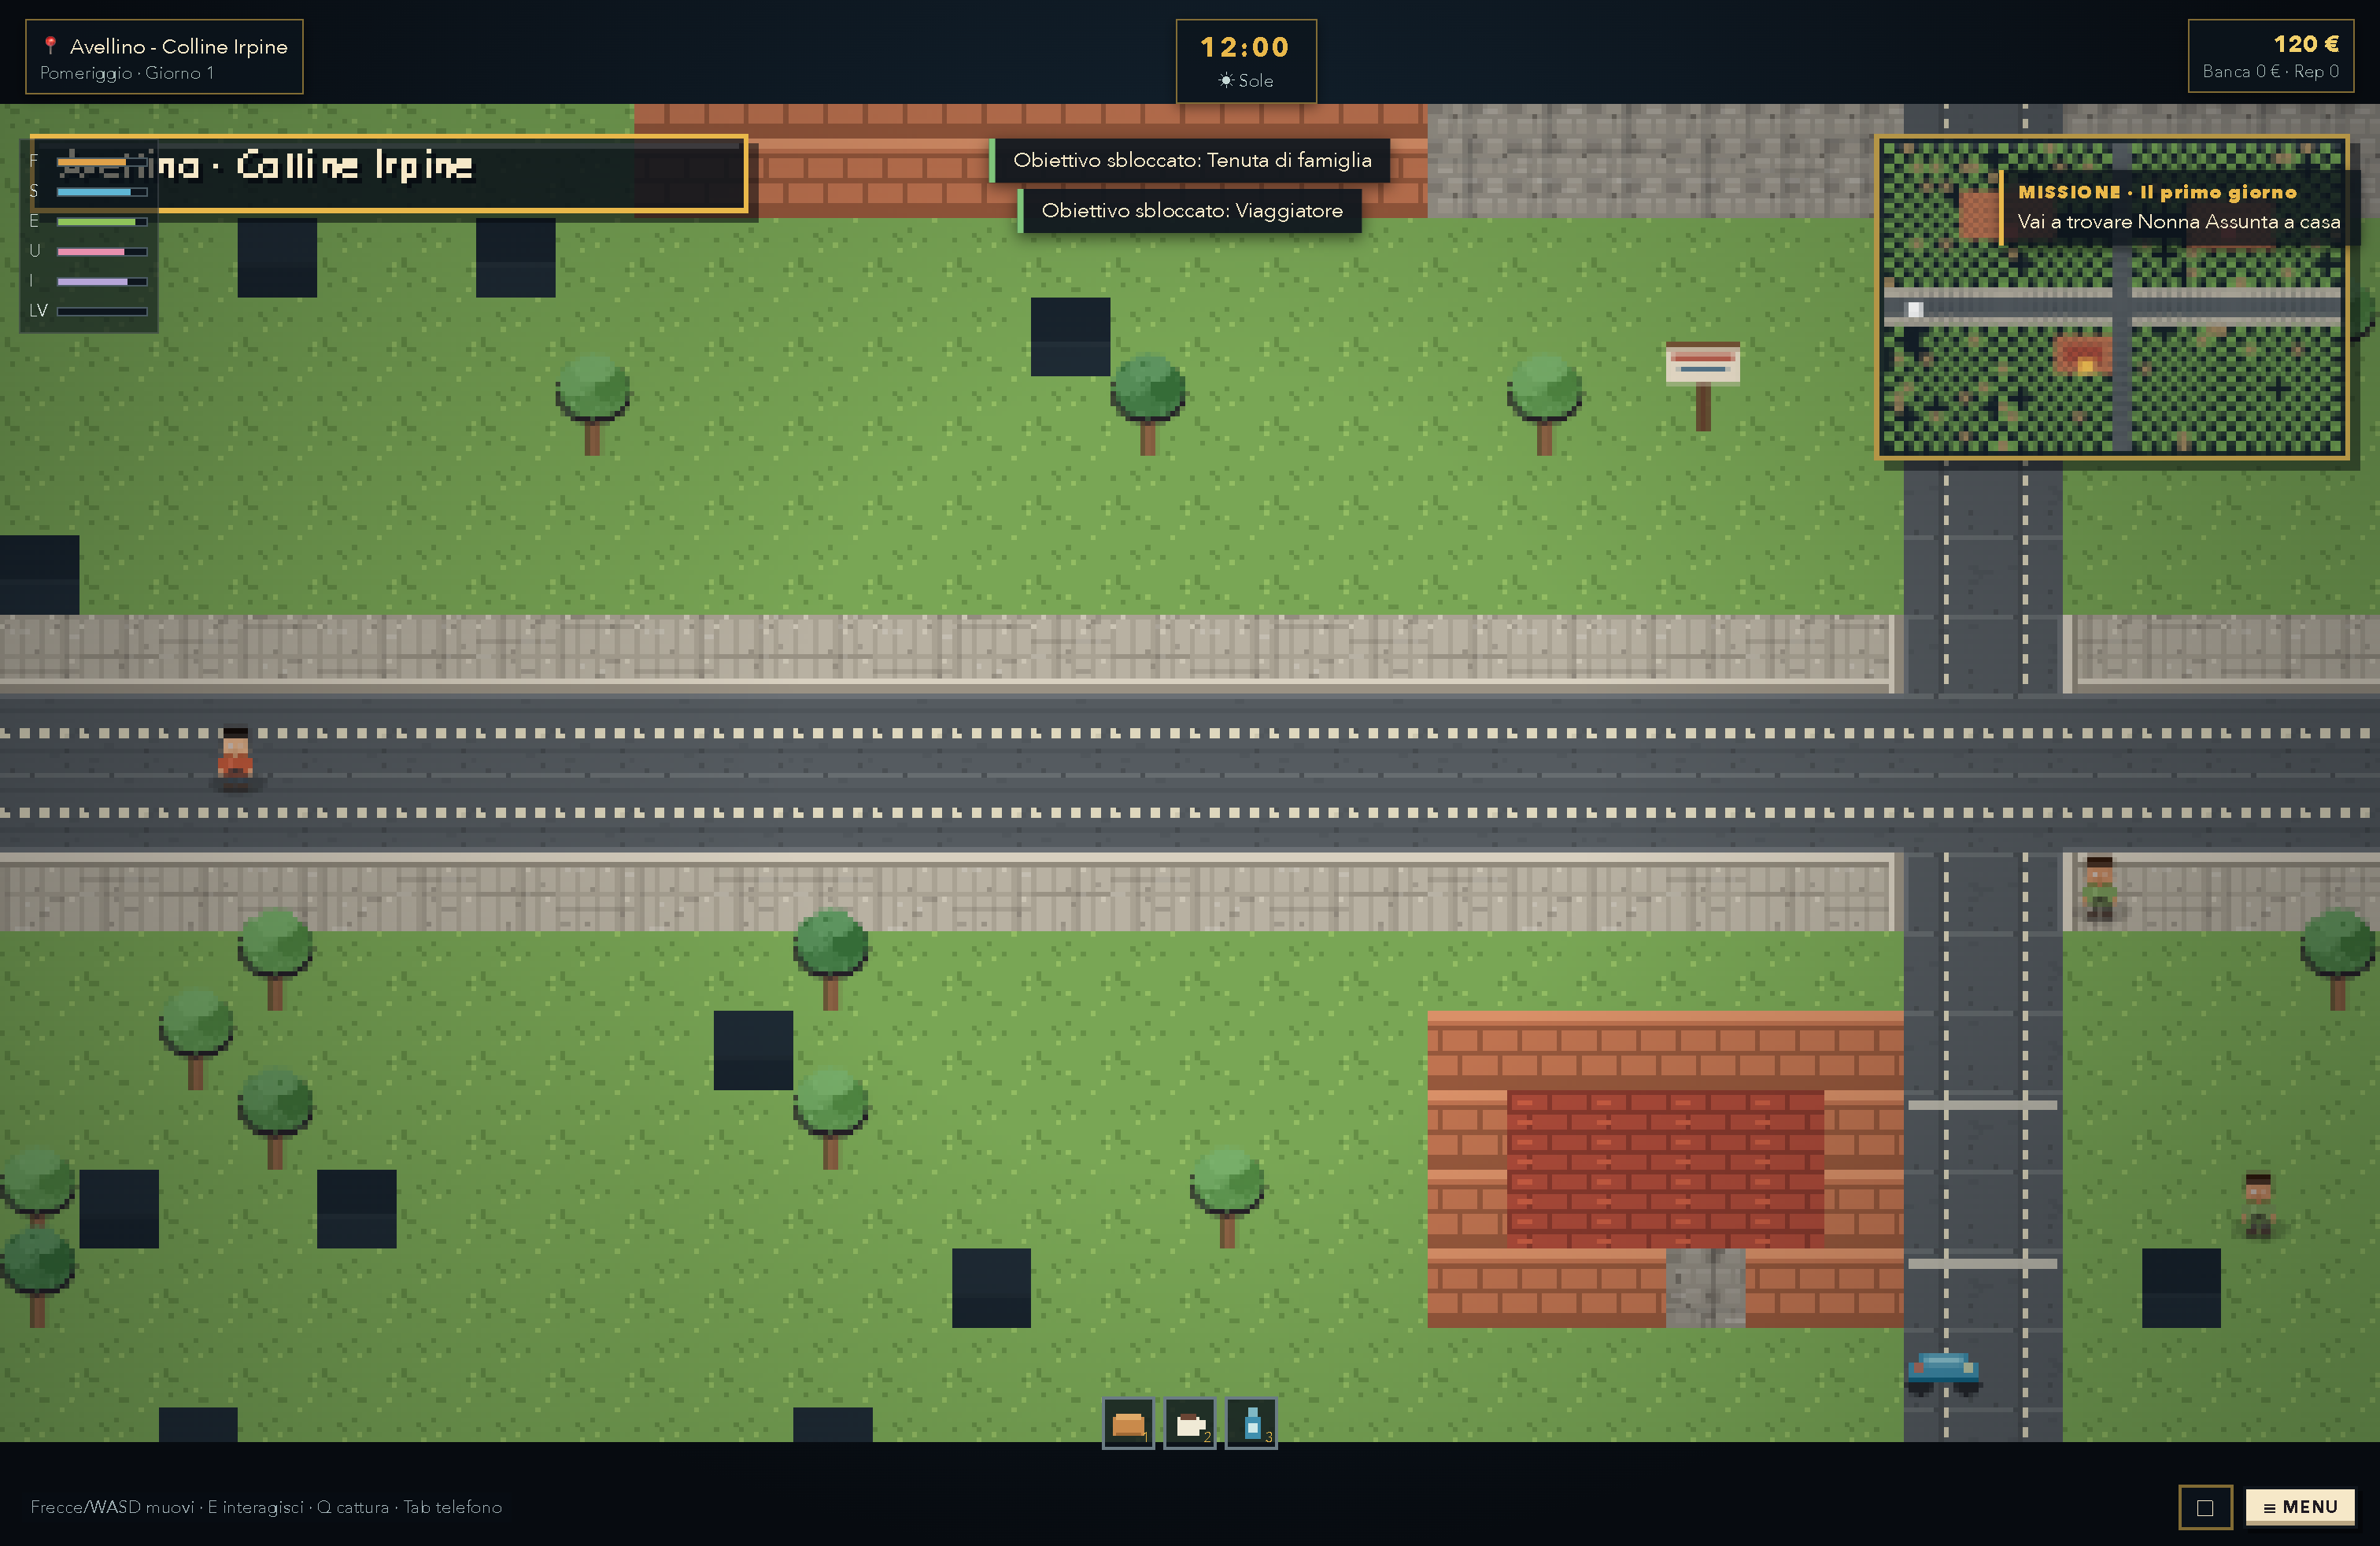 Avellino - Colline Irpine
Pomeriggio · Giorno 1
12:00
☀ Sole
120 €
Banca 0 € · Rep 0
· Colline Irpine
F
S
E
U
I
LV
Obiettivo sbloccato: Tenuta di famiglia
Obiettivo sbloccato: Viaggiatore
MISSIONE · Il primo giorno
Vai a trovare Nonna Assunta a casa
1
2
3
Frecce/WASD muovi · E interagisci · Q cattura · Tab telefono
≡ MENU